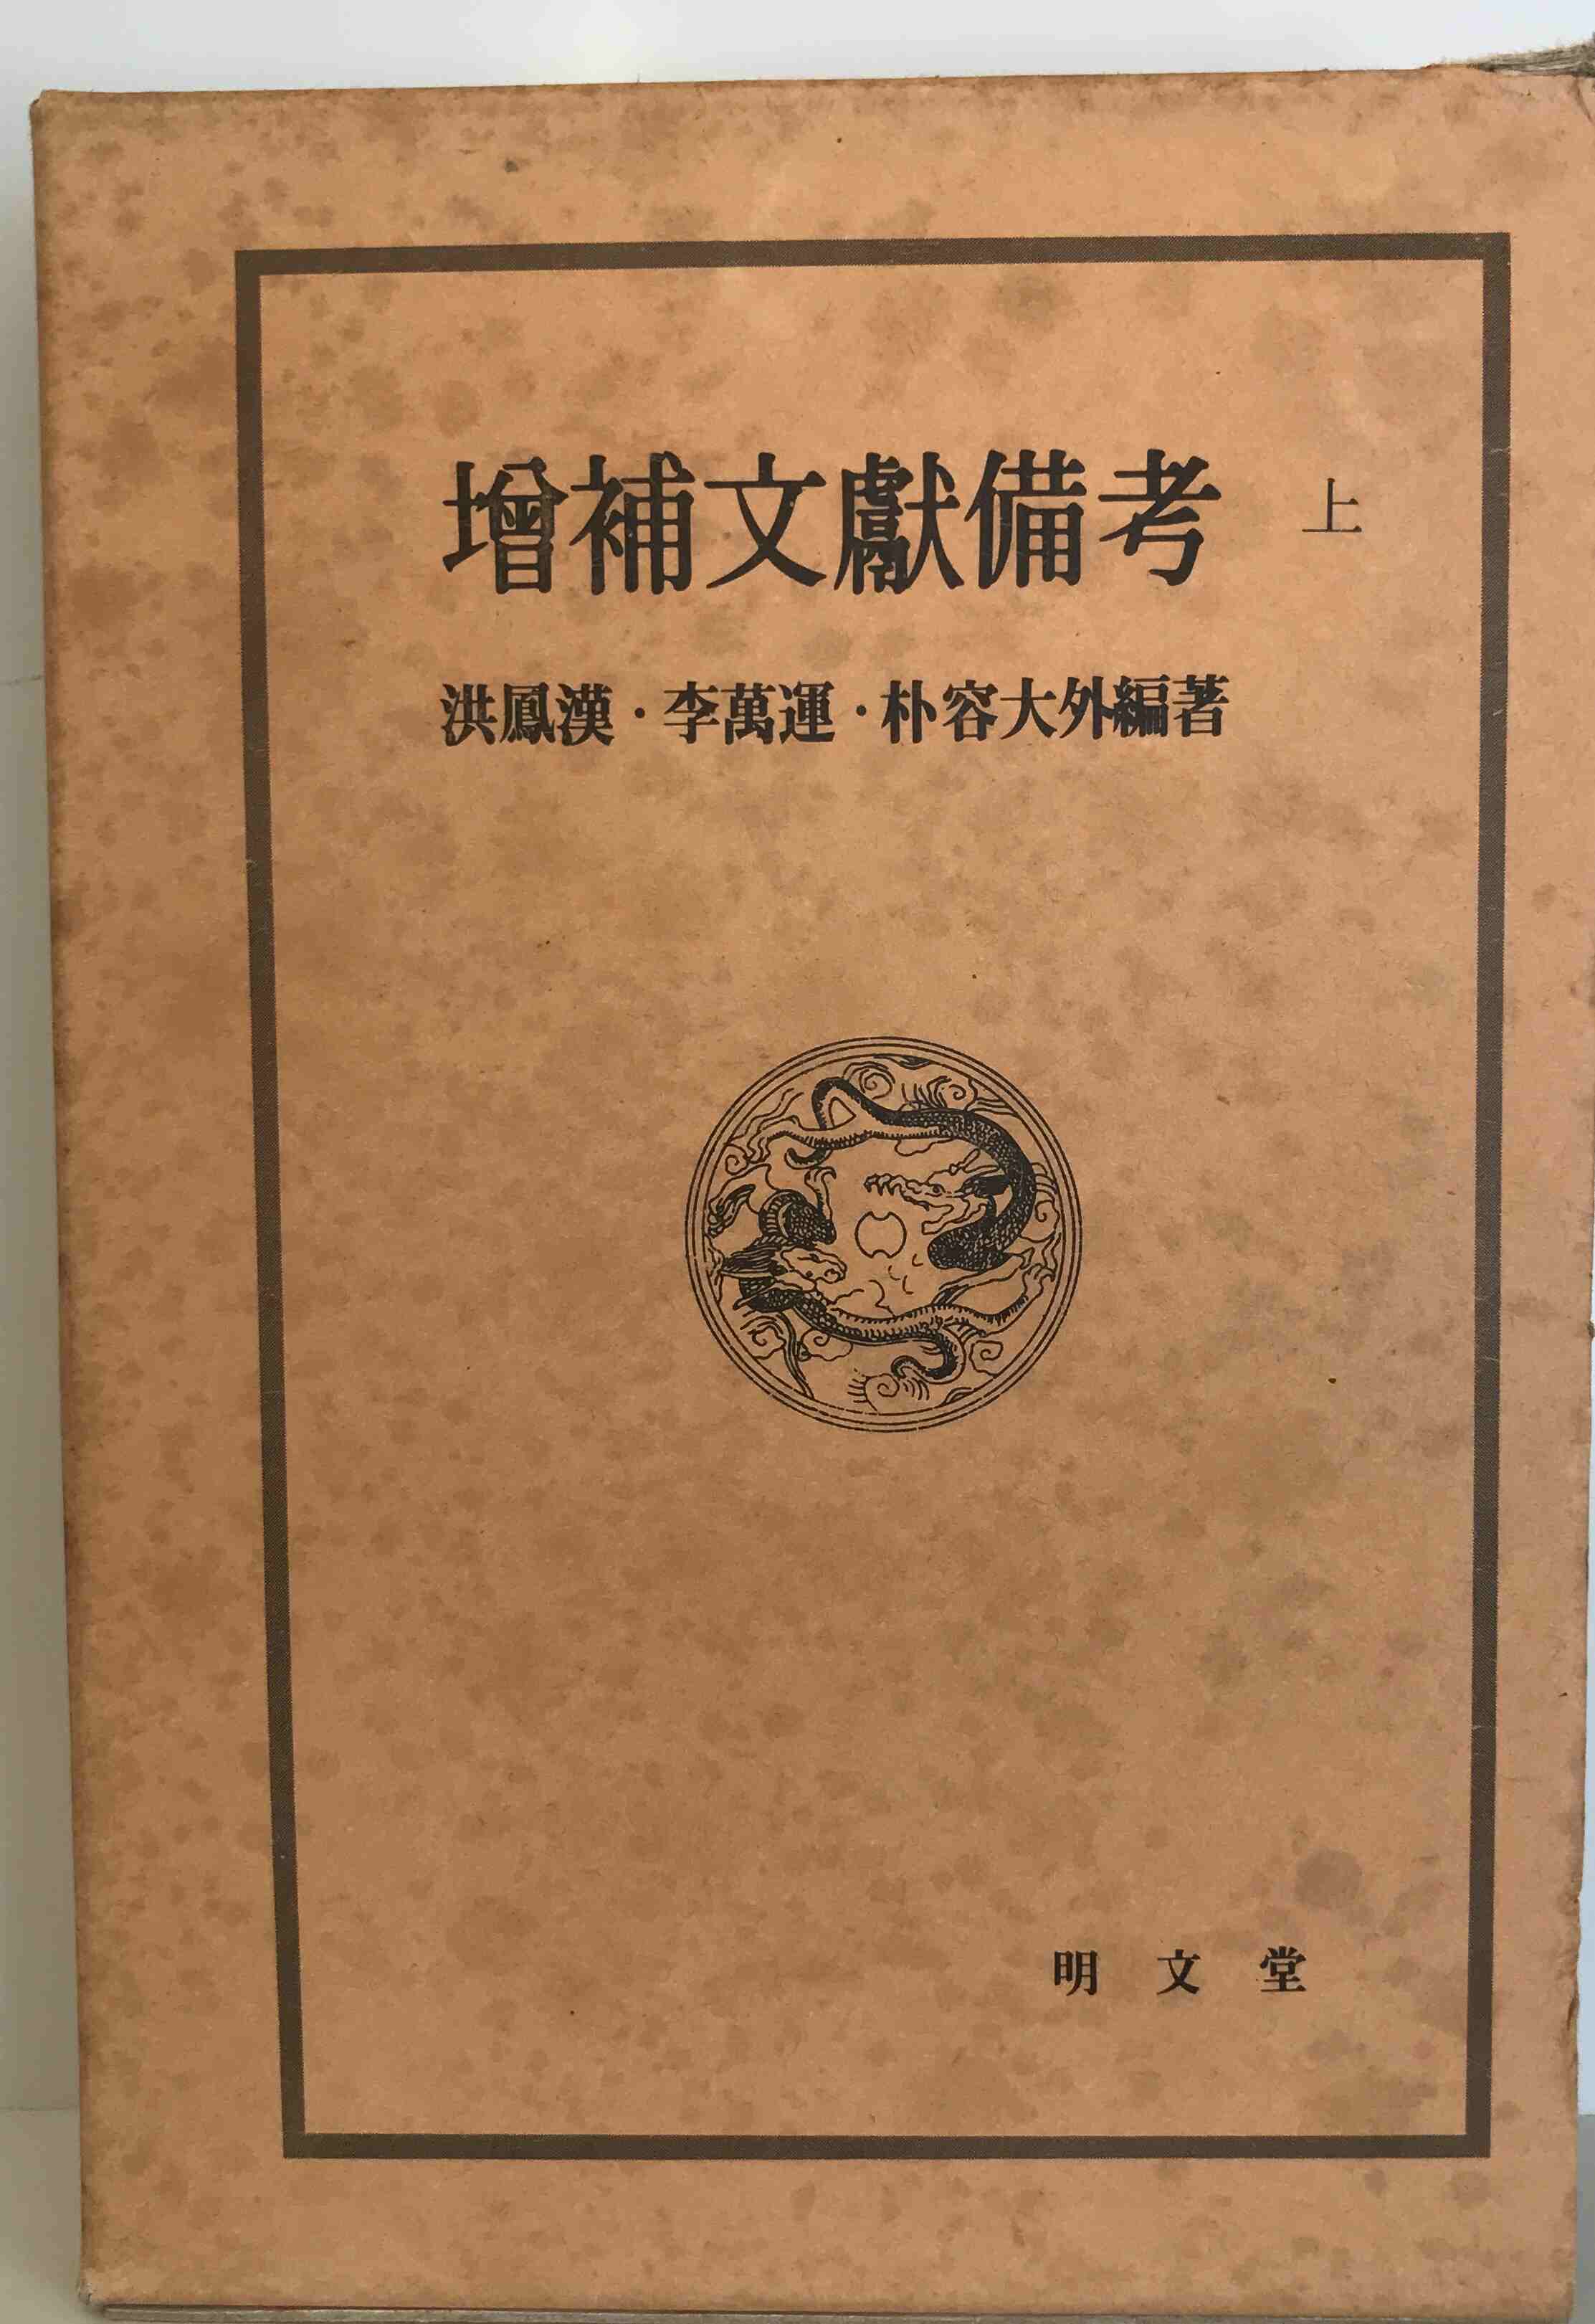 增補文獻備考 上
洪鳳漢·李萬運·朴容大外編著
明文堂